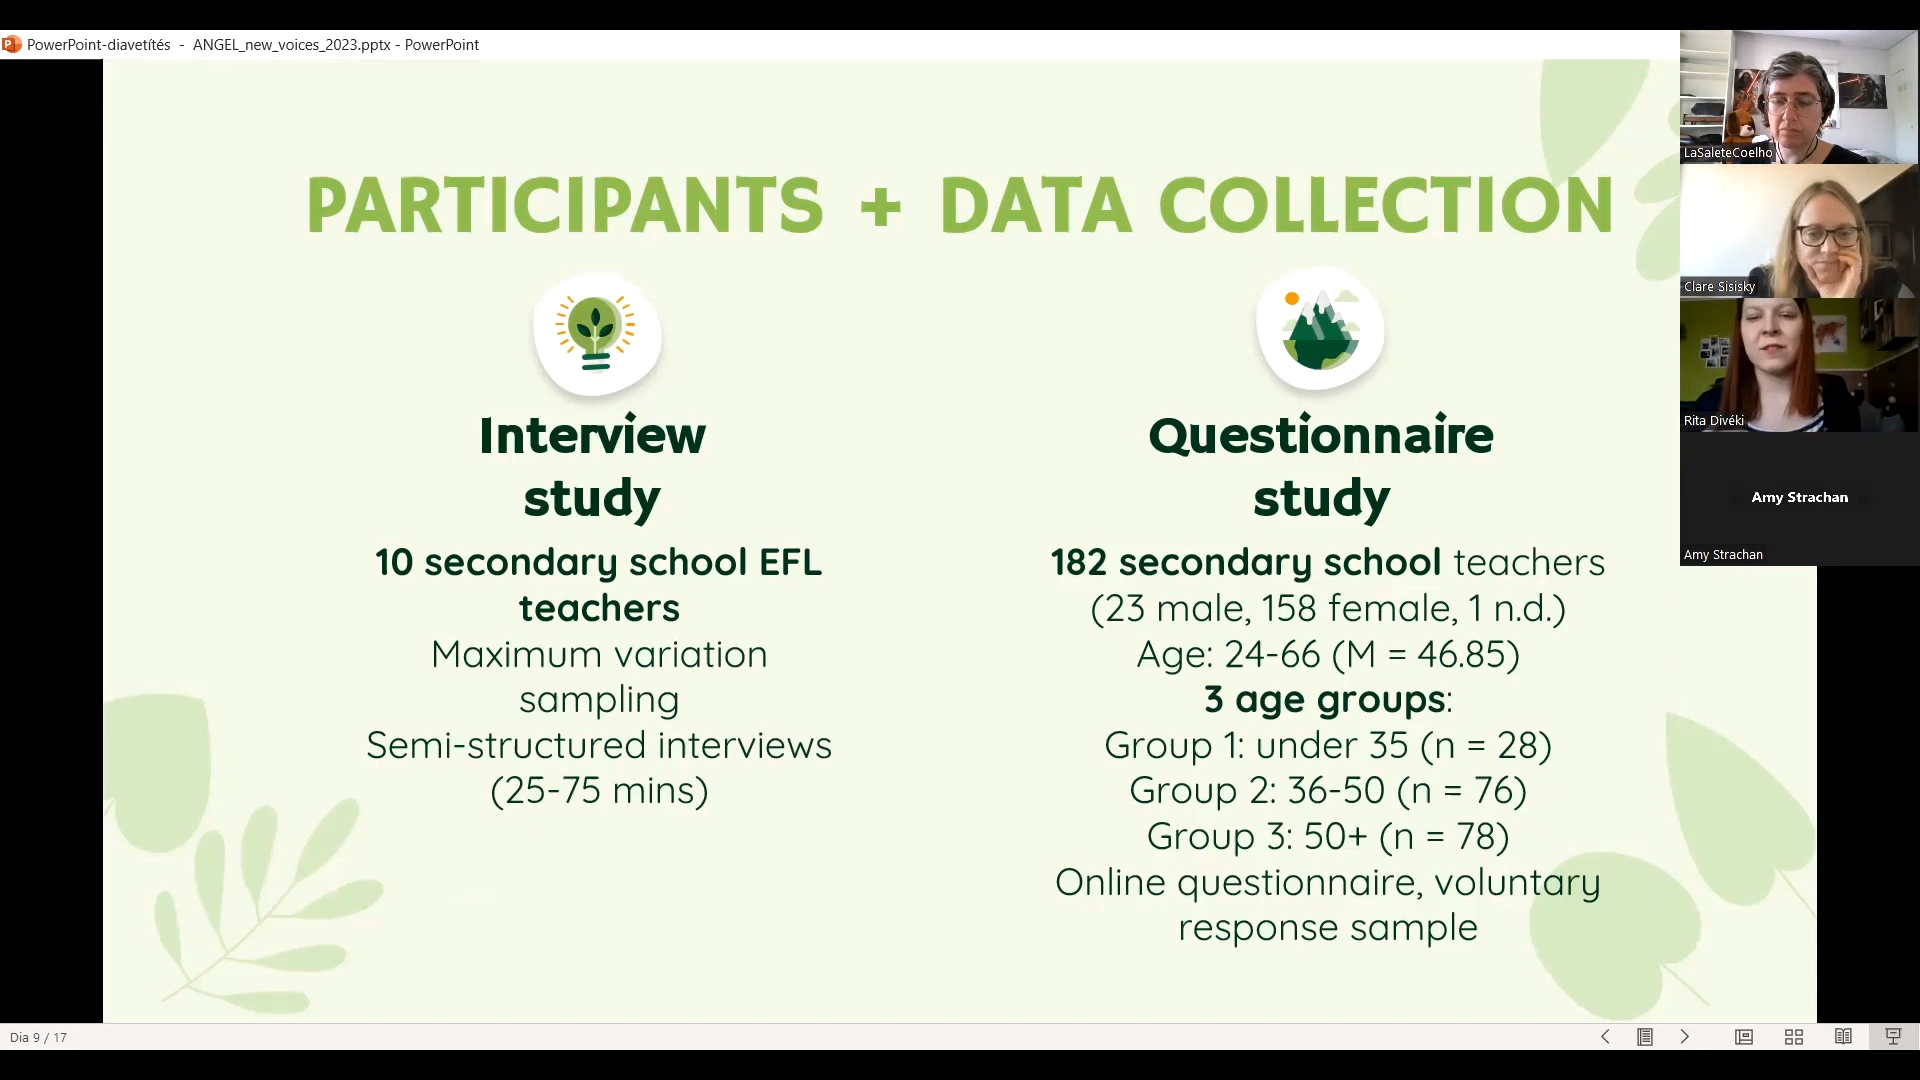 PowerPoint-diavetítés - ANGEL_new_voices_2023.pptx - PowerPoint
PARTICIPANTS + DATA COLLECTION
Interview
study
10 secondary school EFL
teachers
Maximum variation
sampling
Semi-structured interviews
(25-75 mins)
Questionnaire
study
182 secondary school teachers
(23 male, 158 female, 1 n.d.)
Age: 24-66 (M = 46.85)
3 age groups:
Group 1: under 35 (n = 28)
Group 2: 36-50 (n = 76)
Group 3: 50+ (n = 78)
Online questionnaire, voluntary
response sample
LaSaleteCoelho
Clare Sisisky
Rita Divéki
Amy Strachan
Amy Strachan
Dia 9 / 17